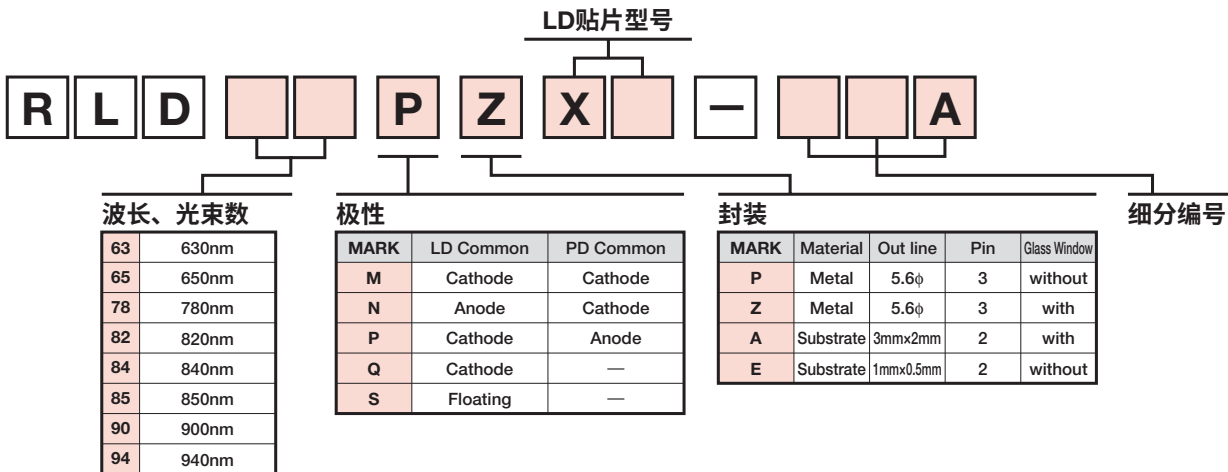 LD贴片型号
R L D P Z X — A
波长、光束数
63 630nm
65 650nm
78 780nm
82 820nm
84 840nm
85 850nm
90 900nm
94 940nm
极性
MARK LD Common PD Common
M Cathode Cathode
N Anode Cathode
P Cathode Anode
Q Cathode —
S Floating —
封装
MARK Material Out line Pin Glass Window
P Metal 5.6ϕ 3 without
Z Metal 5.6ϕ 3 with
A Substrate 3mm×2mm 2 with
E Substrate 1mm×0.5mm 2 without
细分编号